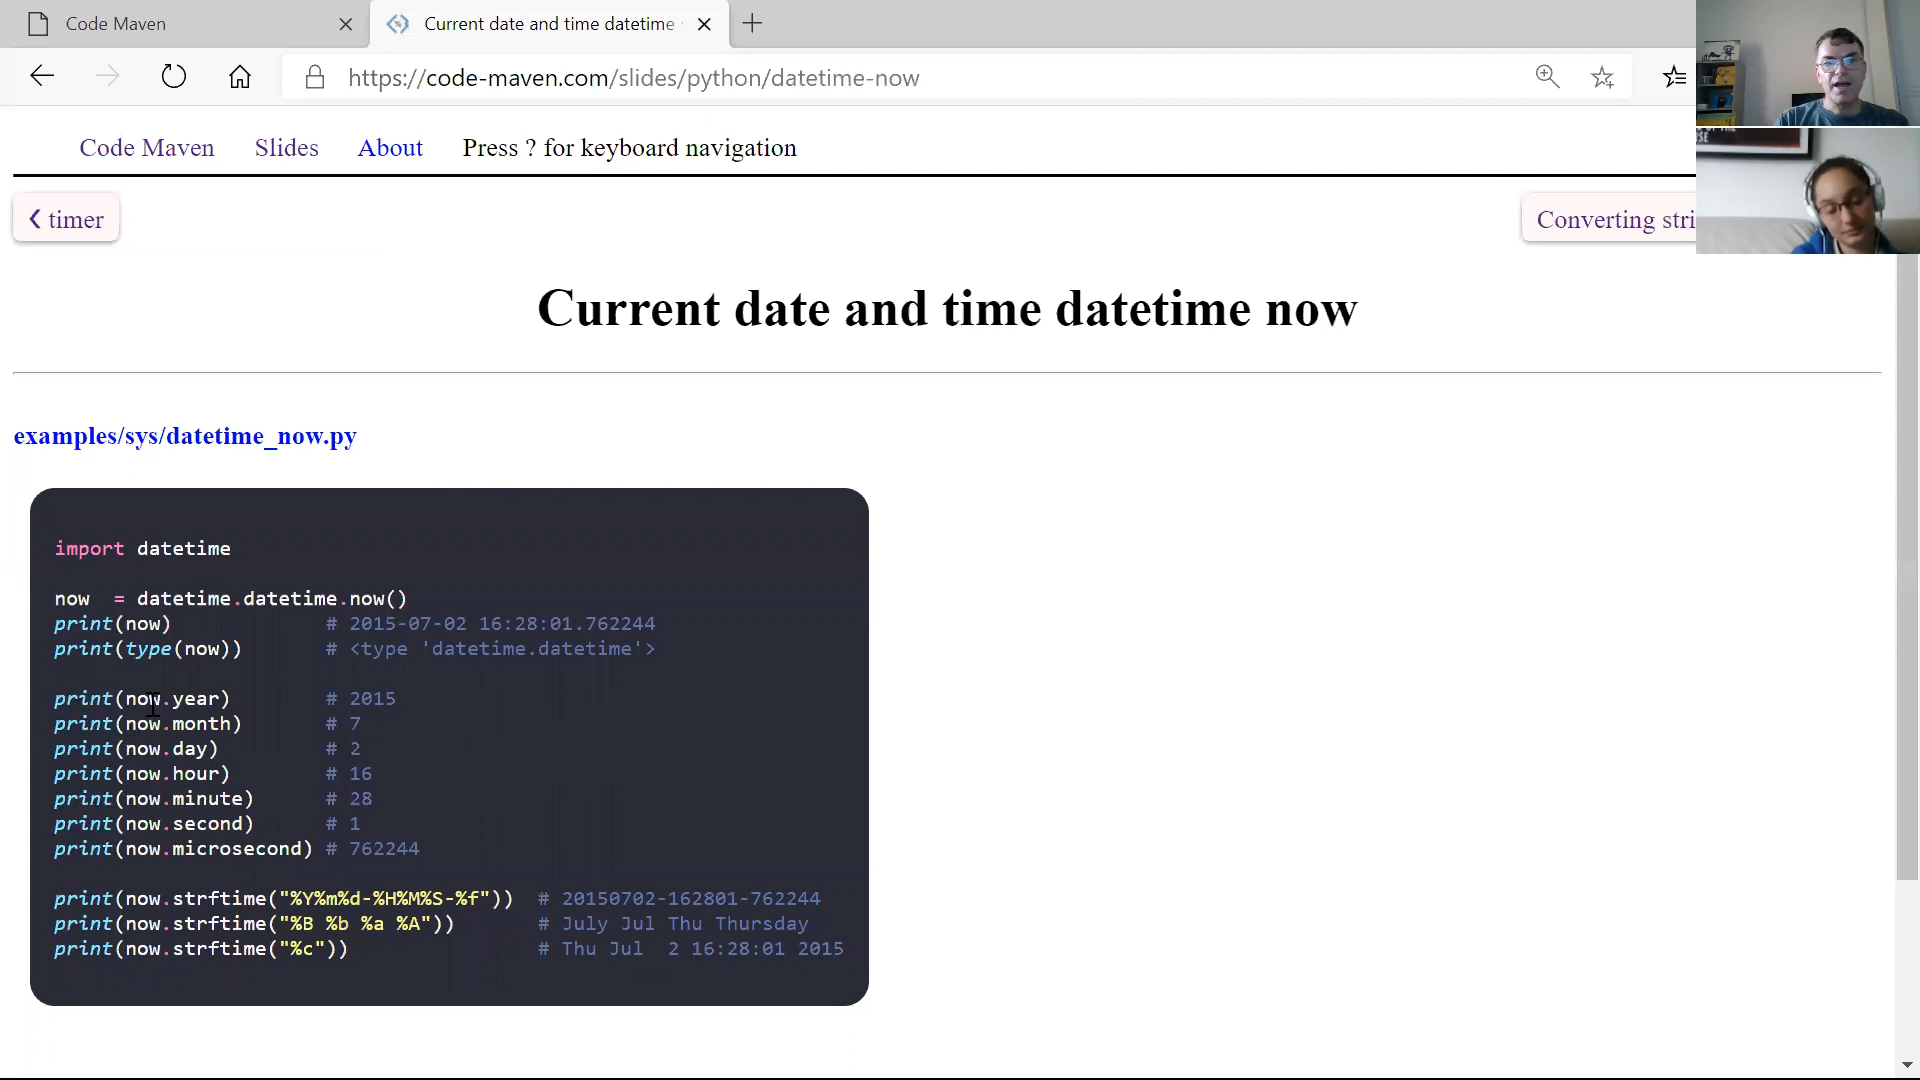 Code Maven
Current date and time datetime
https://code-maven.com/slides/python/datetime-now
Code Maven Slides About Press ? for keyboard navigation
timer
Converting stri
Current date and time datetime now
examples/sys/datetime_now.py
import datetime
now  = datetime.datetime.now()
print(now)             # 2015-07-02 16:28:01.762244
print(type(now))       # <type 'datetime.datetime'>
print(now.year)        # 2015
print(now.month)       # 7
print(now.day)         # 2
print(now.hour)        # 16
print(now.minute)      # 28
print(now.second)      # 1
print(now.microsecond) # 762244
print(now.strftime("%Y%m%d-%H%M%S-%f"))  # 20150702-162801-762244
print(now.strftime("%B %b %a %A"))       # July Jul Thu Thursday
print(now.strftime("%c"))                # Thu Jul  2 16:28:01 2015